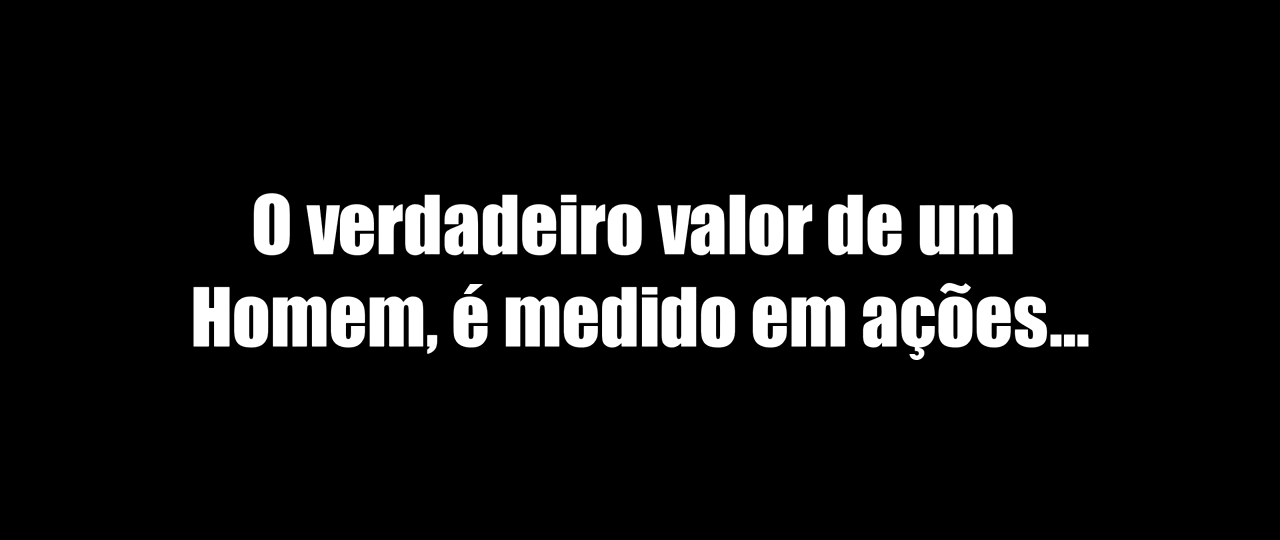 O verdadeiro valor de um
Homem, é medido em ações...